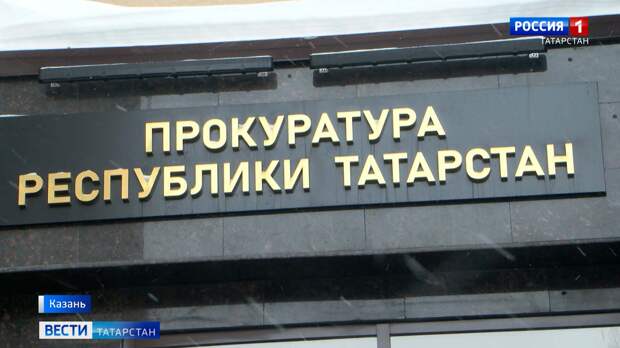 РОССИЯ 1
ТАТАРСТАН
ПРОКУРАТУРА
РЕСПУБЛИКИ ТАТАРСТАН
Казань
ВЕСТИ ТАТАРСТАН